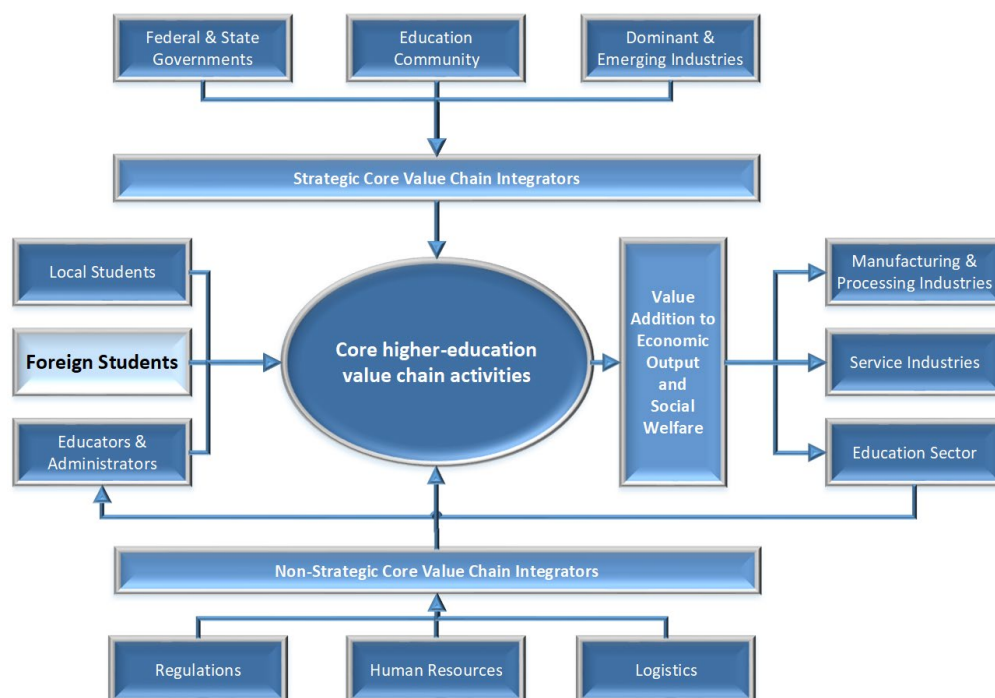 Federal & State
Governments
Education
Community
Dominant &
Emerging Industries
Strategic Core Value Chain Integrators
Local Students
Foreign Students
Educators &
Administrators
Core higher-education
value chain activities
Value
Addition to
Economic
Output
and
Social
Welfare
Manufacturing &
Processing Industries
Service Industries
Education Sector
Non-Strategic Core Value Chain Integrators
Regulations
Human Resources
Logistics